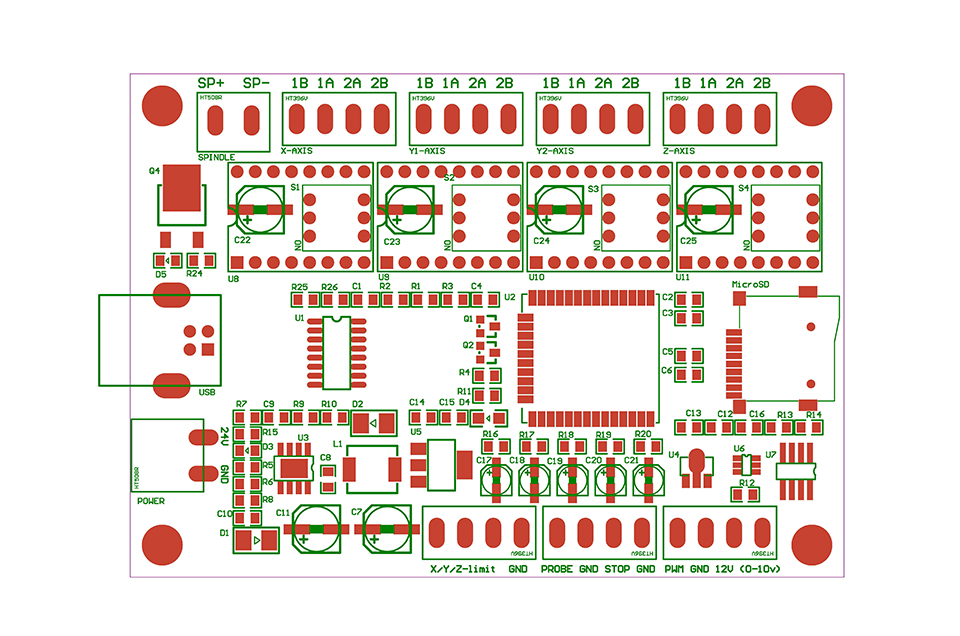 SP+ SP- 1B 1A 2A 2B 1B 1A 2A 2B 1B 1A 2A 2B 1B 1A 2A 2B
HT508R HT396V HT396V HT396V HT396V
SPINDLE X-AXIS Y1-AXIS Y2-AXIS Z-AXIS
Q4 S1 S2 S3 S4
C22 C23 C24 C25
NO NO NO NO
D5 R24 U8 U9 U10 U11
R25 R26 C1 R2 R1 R3 C4 U2 C2 MicroSD
U1 Q1 C3
Q2 C5
R4 C6
USB R11
R7 C9 R9 R10 D2 C14 C15 D4 C13 C12 C16 R13 R14
24V R15 U3 L1 U5 R16 R17 R18 R19 R20
D3 C8 C17 C18 C19 C20 C21 U4 U6 U7
GND R5
HT508R R6 R12
POWER R8
C10 C11 C7
D1 HT396V HT396V HT396V
X/Y/Z-limit GND PROBE GND STOP GND PWM GND 12V (0-10v)